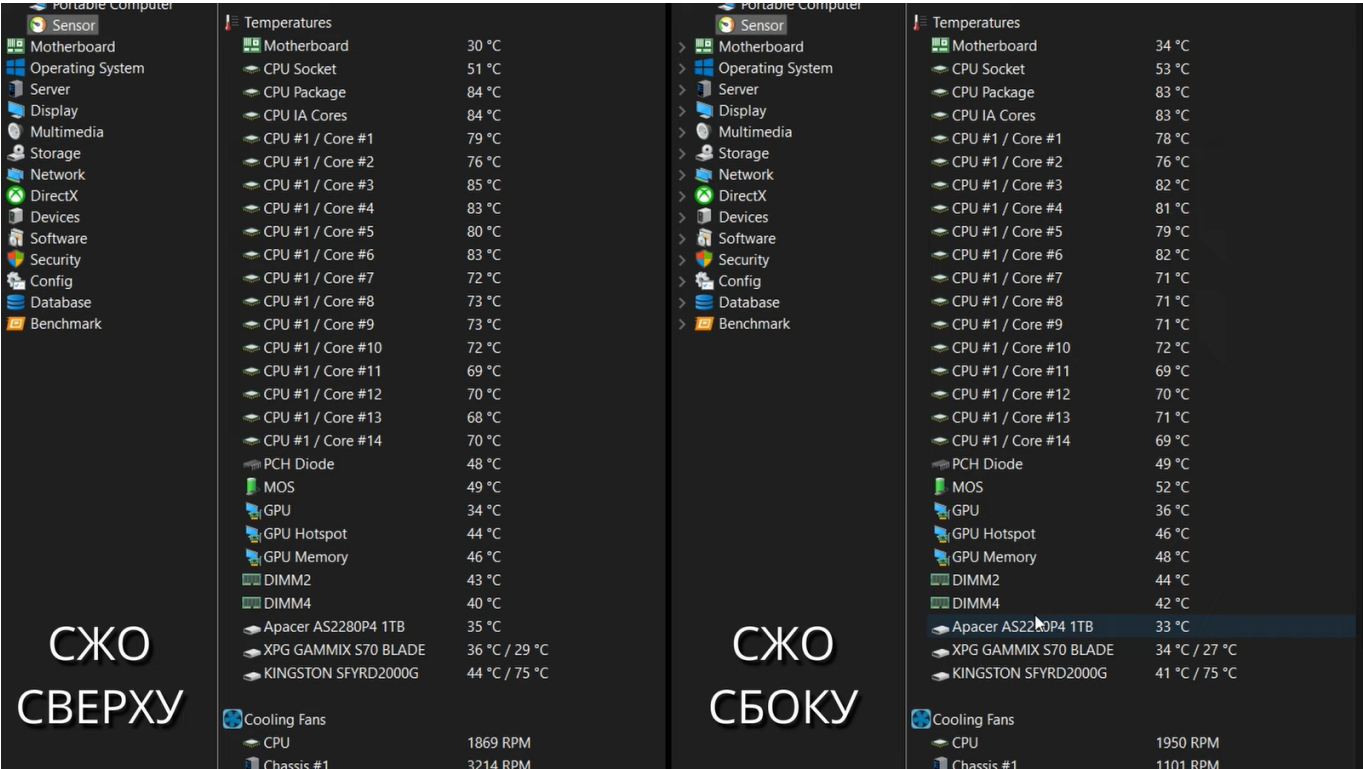 Portable Computer
Sensor
Motherboard
Operating System
Server
Display
Multimedia
Storage
Network
DirectX
Devices
Software
Security
Config
Database
Benchmark
СЖО
СВЕРХУ
Temperatures
Motherboard 30 °C
CPU Socket 51 °C
CPU Package 84 °C
CPU IA Cores 84 °C
CPU #1 / Core #1 79 °C
CPU #1 / Core #2 76 °C
CPU #1 / Core #3 85 °C
CPU #1 / Core #4 83 °C
CPU #1 / Core #5 80 °C
CPU #1 / Core #6 83 °C
CPU #1 / Core #7 72 °C
CPU #1 / Core #8 73 °C
CPU #1 / Core #9 73 °C
CPU #1 / Core #10 72 °C
CPU #1 / Core #11 69 °C
CPU #1 / Core #12 70 °C
CPU #1 / Core #13 68 °C
CPU #1 / Core #14 70 °C
PCH Diode 48 °C
MOS 49 °C
GPU 34 °C
GPU Hotspot 44 °C
GPU Memory 46 °C
DIMM2 43 °C
DIMM4 40 °C
Apacer AS2280P4 1TB 35 °C
XPG GAMMIX S70 BLADE 36 °C / 29 °C
KINGSTON SFYRD2000G 44 °C / 75 °C
Cooling Fans
CPU 1869 RPM
Chassis #1 3214 RPM
Portable Computer
Sensor
Motherboard
Operating System
Server
Display
Multimedia
Storage
Network
DirectX
Devices
Software
Security
Config
Database
Benchmark
СЖО
СБОКУ
Temperatures
Motherboard 34 °C
CPU Socket 53 °C
CPU Package 83 °C
CPU IA Cores 83 °C
CPU #1 / Core #1 78 °C
CPU #1 / Core #2 76 °C
CPU #1 / Core #3 82 °C
CPU #1 / Core #4 81 °C
CPU #1 / Core #5 79 °C
CPU #1 / Core #6 82 °C
CPU #1 / Core #7 71 °C
CPU #1 / Core #8 71 °C
CPU #1 / Core #9 71 °C
CPU #1 / Core #10 72 °C
CPU #1 / Core #11 69 °C
CPU #1 / Core #12 70 °C
CPU #1 / Core #13 71 °C
CPU #1 / Core #14 69 °C
PCH Diode 49 °C
MOS 52 °C
GPU 36 °C
GPU Hotspot 46 °C
GPU Memory 48 °C
DIMM2 44 °C
DIMM4 42 °C
Apacer AS2280P4 1TB 33 °C
XPG GAMMIX S70 BLADE 34 °C / 27 °C
KINGSTON SFYRD2000G 41 °C / 75 °C
Cooling Fans
CPU 1950 RPM
Chassis #1 1101 RPM